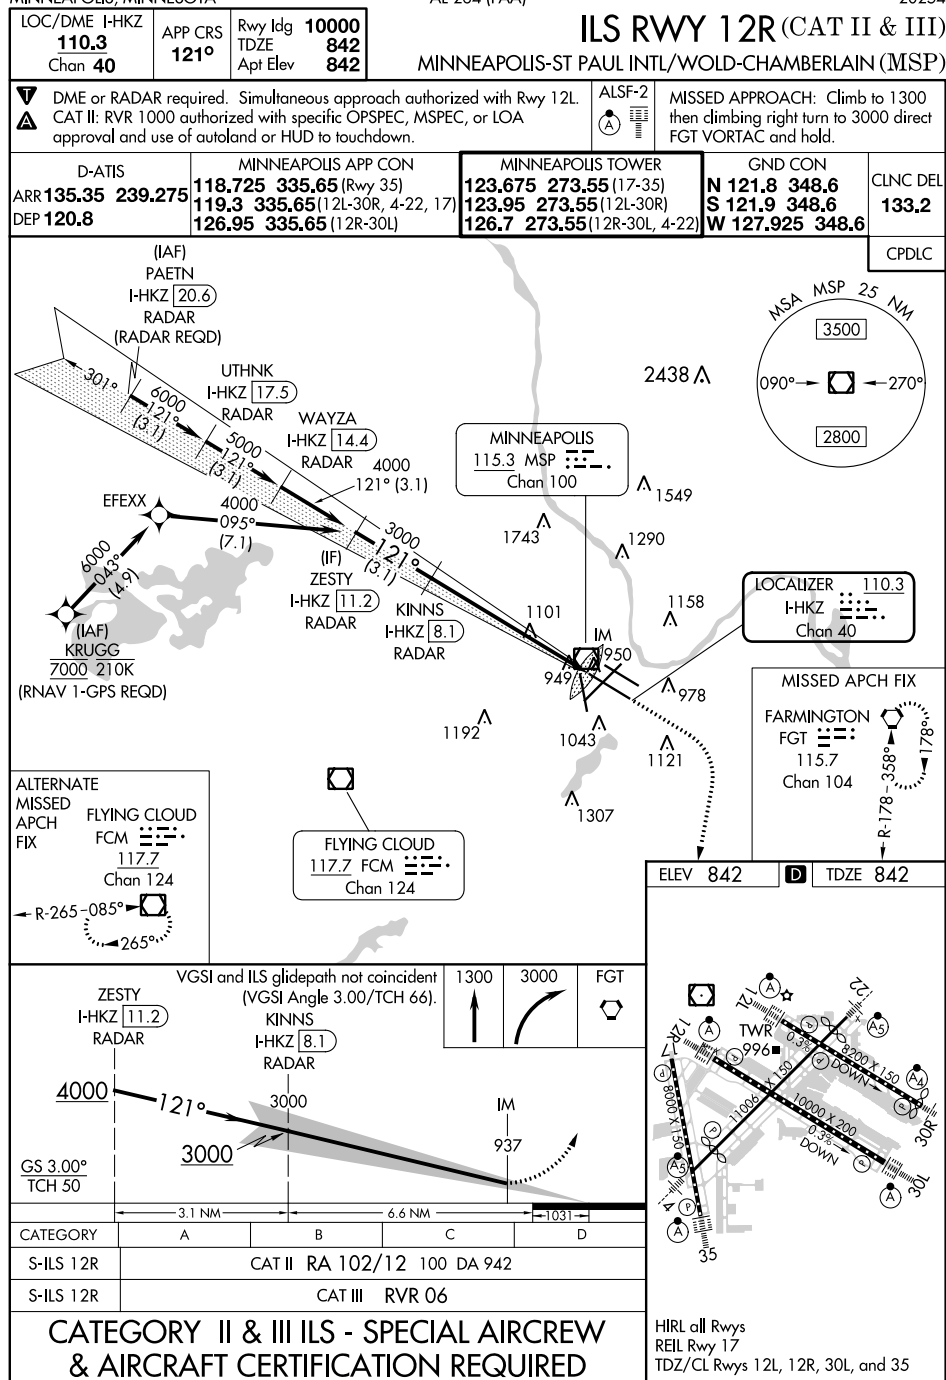 MINNEAPOLIS, MINNESOTA
AL-264 (FAA)
LOC/DME I-HKZ
110.3
Chan 40
APP CRS
121°
Rwy ldg 10000
TDZE 842
Apt Elev 842
ILS RWY 12R (CAT II & III)
MINNEAPOLIS-ST PAUL INTL/WOLD-CHAMBERLAIN (MSP)
T
A
DME or RADAR required. Simultaneous approach authorized with Rwy 12L.
CAT II: RVR 1000 authorized with specific OPSPEC, MSPEC, or LOA
approval and use of autoland or HUD to touchdown.
ALSF-2
A
MISSED APPROACH: Climb to 1300
then climbing right turn to 3000 direct
FGT VORTAC and hold.
D-ATIS
ARR 135.35 239.275
DEP 120.8
MINNEAPOLIS APP CON
118.725 335.65 (Rwy 35)
119.3 335.65 (12L-30R, 4-22, 17)
126.95 335.65 (12R-30L)
MINNEAPOLIS TOWER
123.675 273.55 (17-35)
123.95 273.55 (12L-30R)
126.7 273.55 (12R-30L, 4-22)
GND CON
N 121.8 348.6
S 121.9 348.6
W 127.925 348.6
CLNC DEL
133.2
CPDLC
(IAF)
PAETN
I-HKZ 20.6
RADAR
(RADAR REQD)
UTHNK
I-HKZ 17.5
RADAR
WAYZA
I-HKZ 14.4
RADAR
4000
121° (3.1)
301°
6000
121°
(3.1)
5000
121°
(3.1)
MSA MSP 25 NM
3500
090°
270°
2800
2438
MINNEAPOLIS
115.3 MSP
Chan 100
1549
1743
1290
EFEXX
4000
095°
(7.1)
3000
121°
(3.1)
6000
043°
(4.9)
(IF)
ZESTY
I-HKZ 11.2
RADAR
KINNS
I-HKZ 8.1
RADAR
(IAF)
KRUGG
7000 210K
(RNAV 1-GPS REQD)
1101
1158
IM
950
949
978
1192
1043
1121
1307
LOCALIZER 110.3
I-HKZ
Chan 40
MISSED APCH FIX
FARMINGTON
FGT
115.7
Chan 104
178°
R-178
358°
ALTERNATE
MISSED
APCH
FIX
FLYING CLOUD
FCM
117.7
Chan 124
R-265
085°
265°
FLYING CLOUD
117.7 FCM
Chan 124
ELEV 842
D
TDZE 842
VGSI and ILS glidepath not coincident
(VGSI Angle 3.00/TCH 66).
1300
3000
FGT
ZESTY
I-HKZ 11.2
RADAR
KINNS
I-HKZ 8.1
RADAR
4000
121°
3000
3000
IM
937
GS 3.00°
TCH 50
3.1 NM
6.6 NM
1031
CATEGORY
A
B
C
D
S-ILS 12R
CAT II RA 102/12 100 DA 942
S-ILS 12R
CAT III RVR 06
CATEGORY II & III ILS - SPECIAL AIRCREW
& AIRCRAFT CERTIFICATION REQUIRED
12L
A
22
12R
A
TWR
996
A5
17
P
0.3%
DOWN
8200 X 150
A4
30R
8000 X 150
11006 X 150
10000 X 200
0.3%
DOWN
A5
4
A
35
A
30L
HIRL all Rwys
REIL Rwy 17
TDZ/CL Rwys 12L, 12R, 30L, and 35